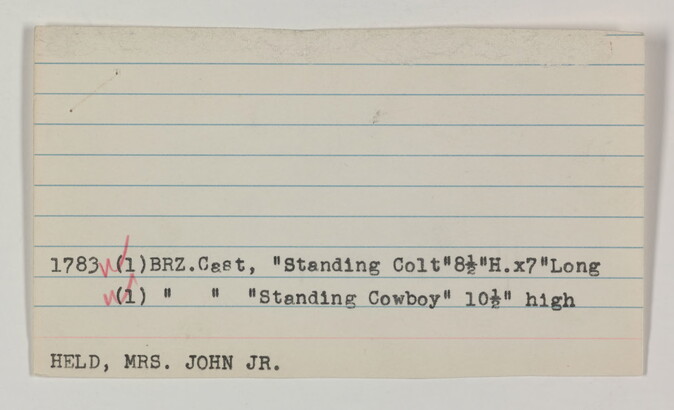 1783 (1)BRZ.Cast, "Standing Colt"8½"H.x7"Long
(1) " " "Standing Cowboy" 10½" high
HELD, MRS. JOHN JR.